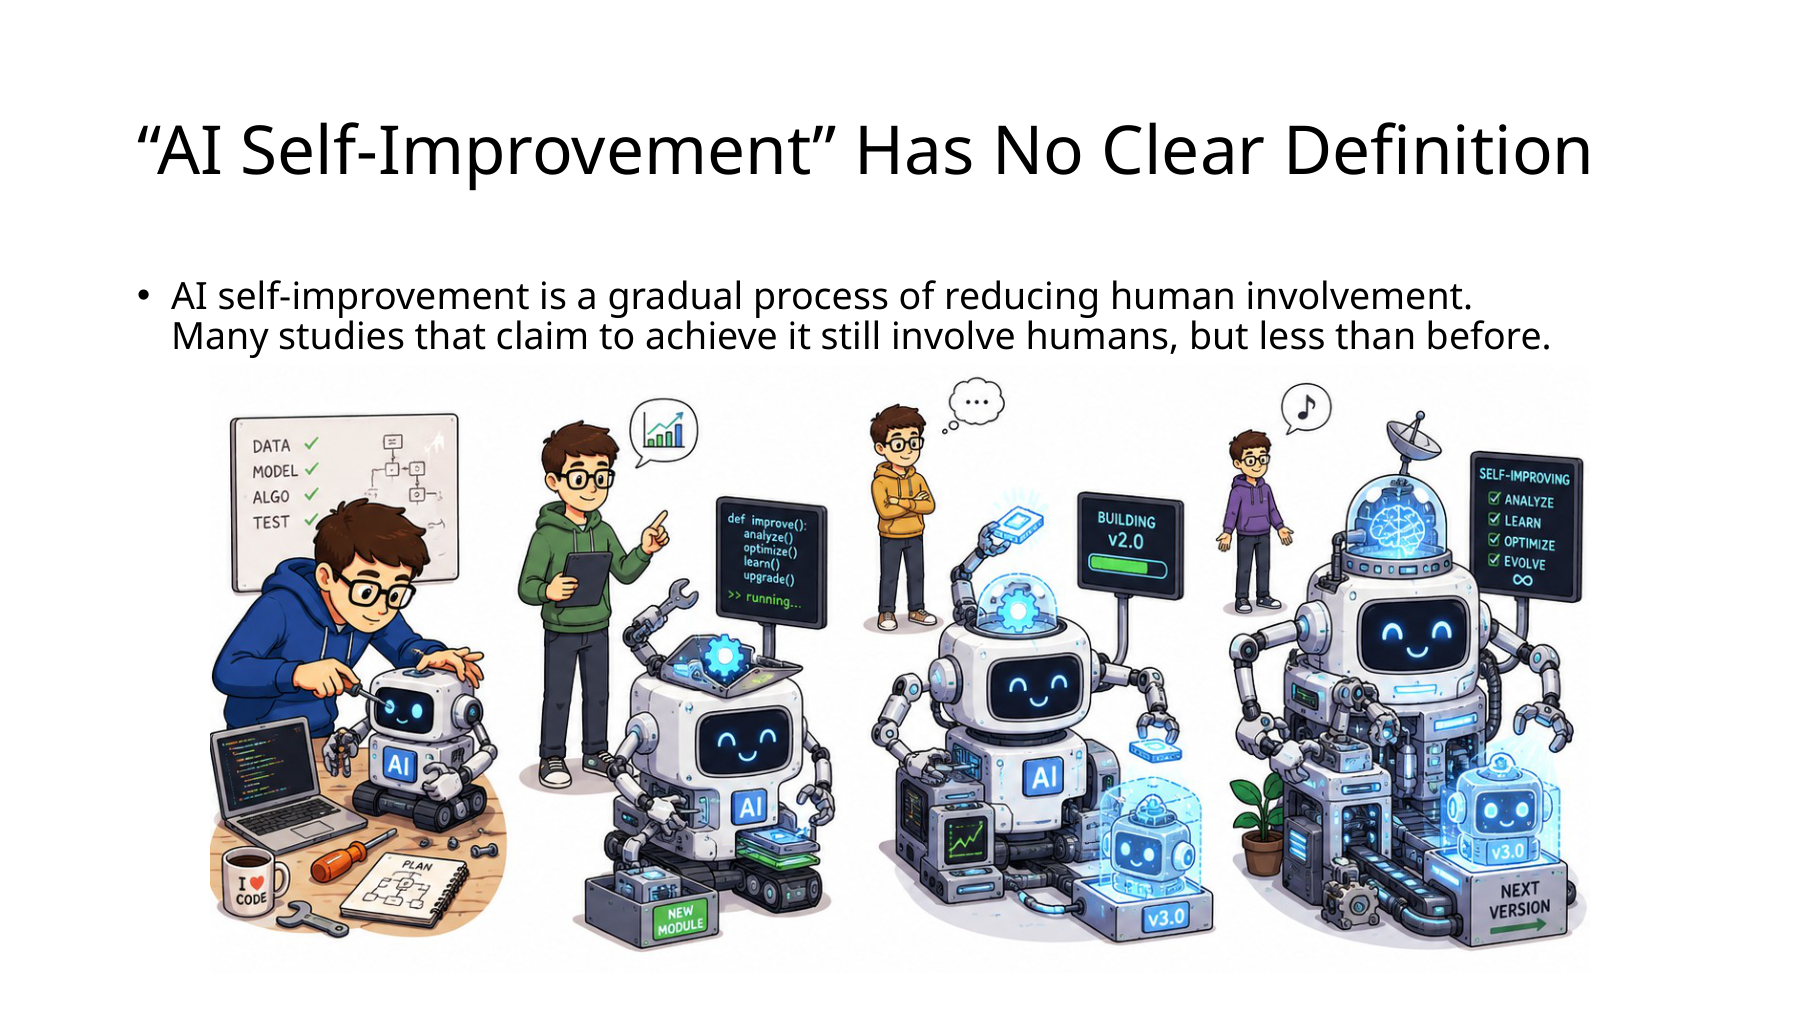 “AI Self-Improvement” Has No Clear Definition
• AI self-improvement is a gradual process of reducing human involvement.
Many studies that claim to achieve it still involve humans, but less than before.
DATA ✓
MODEL ✓
ALGO ✓
TEST ✓
AI
I ❤ CODE
PLAN
def improve():
analyze()
optimize()
learn()
upgrade()
>> running...
AI
NEW
MODULE
BUILDING
v2.0
AI
v3.0
SELF-IMPROVING
ANALYZE
LEARN
OPTIMIZE
EVOLVE
∞
v3.0
NEXT
VERSION